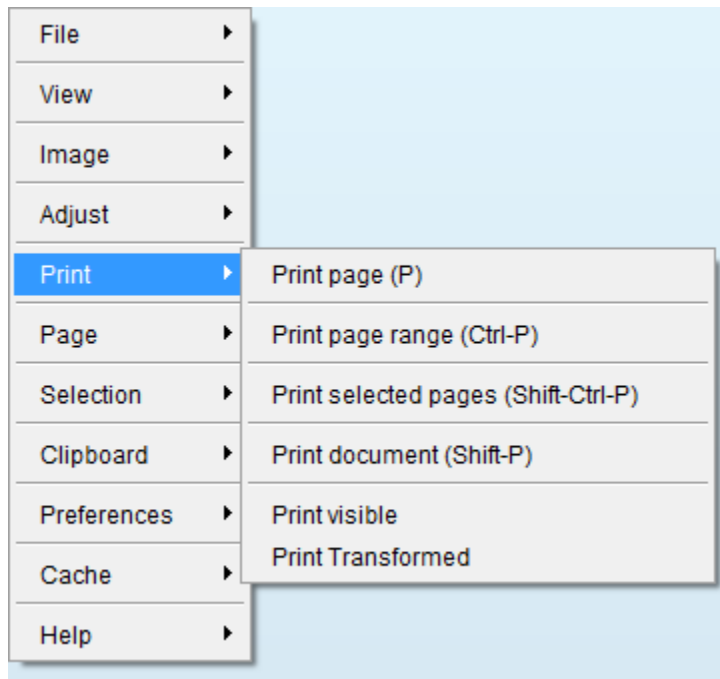 File
View
Image
Adjust
Print
Page
Selection
Clipboard
Preferences
Cache
Help
Print page (P)
Print page range (Ctrl-P)
Print selected pages (Shift-Ctrl-P)
Print document (Shift-P)
Print visible
Print Transformed